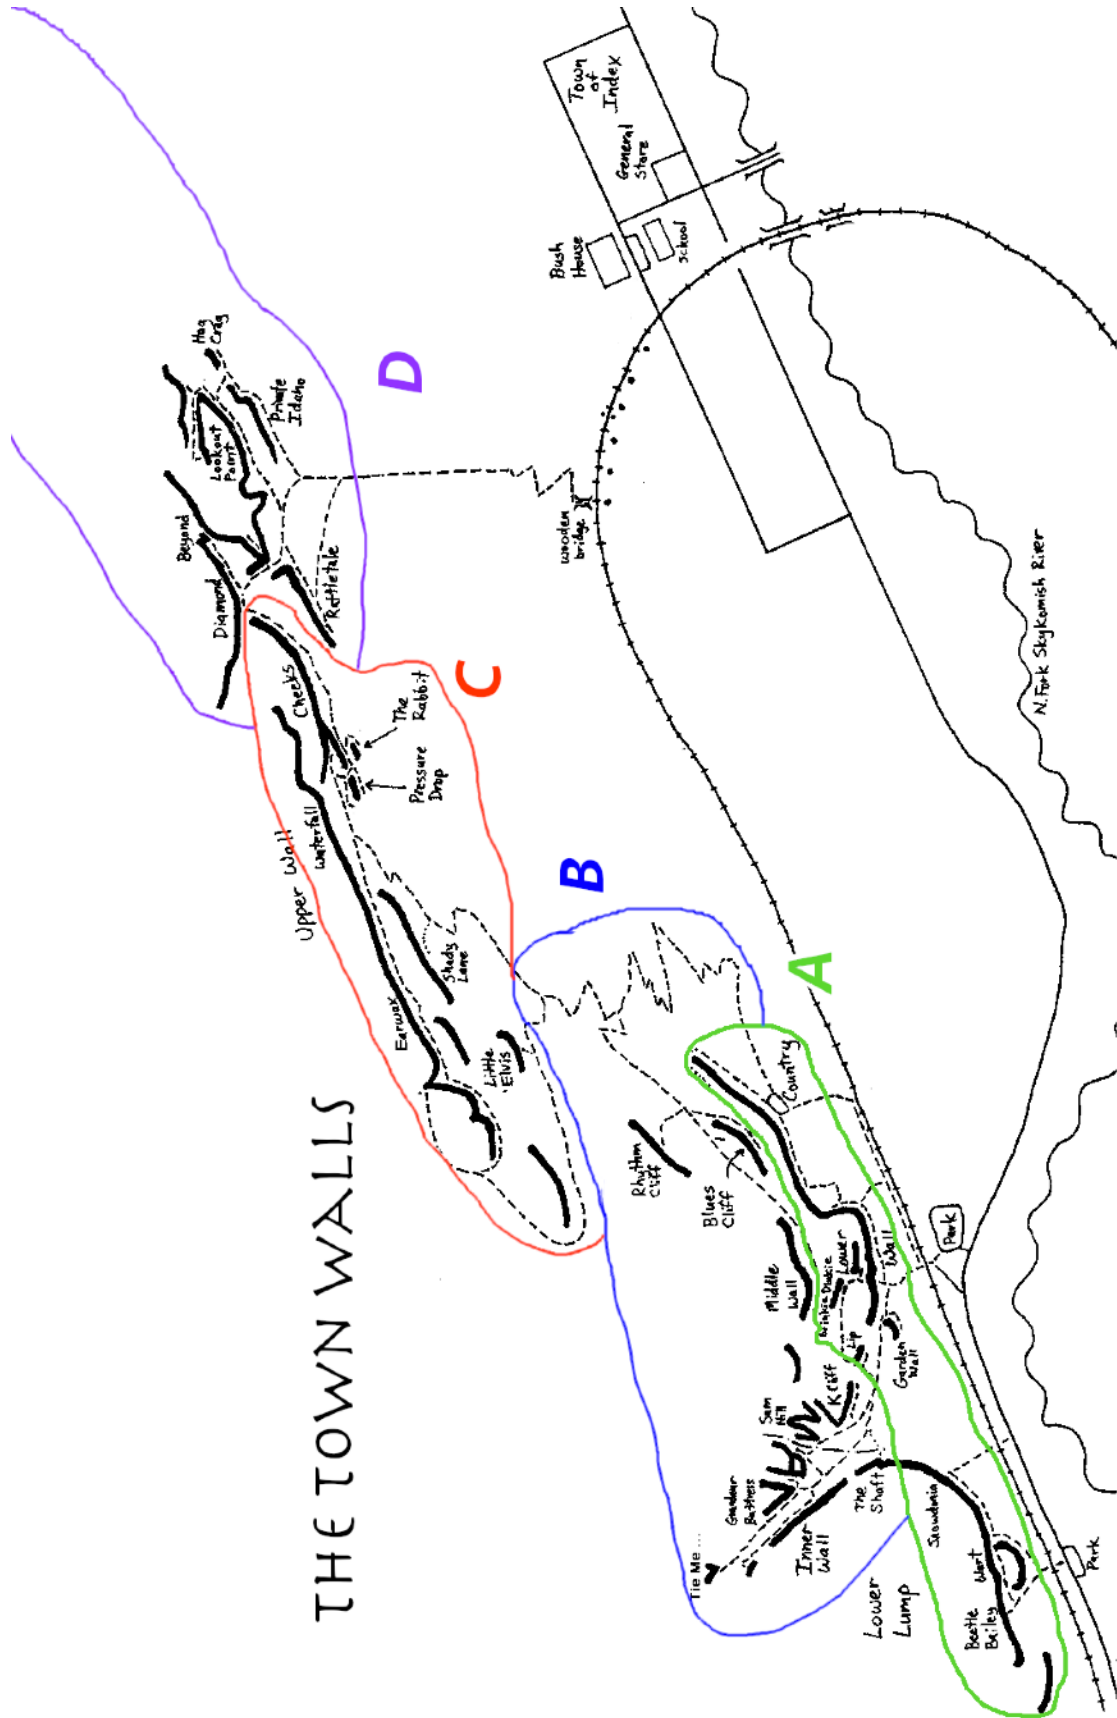 THE TOWN WALLS
Town
of
Index
General
Store
School
Bush
House
Hag
Crag
Private
Idaho
Lookout
Point
Beyond
Diamond
Rattletale
D
wooden
bridge
C
Cheeks
The
Rabbit
Pressure
Drop
Waterfall
Upper Wall
Shady
Lane
Earwax
Little
Elvis
B
A
N. Fork Skykomish River
Country
Rhythm
Cliff
Blues
Cliff
Middle
Wall
Lower
Wall
Park
Lip
Garden
Wall
K Cliff
Sam
Hill
The
Shaft
Inner
Wall
Tie Me ...
Snowdonia
Lower
Lump
Wart
Beetle
Bailey
Park